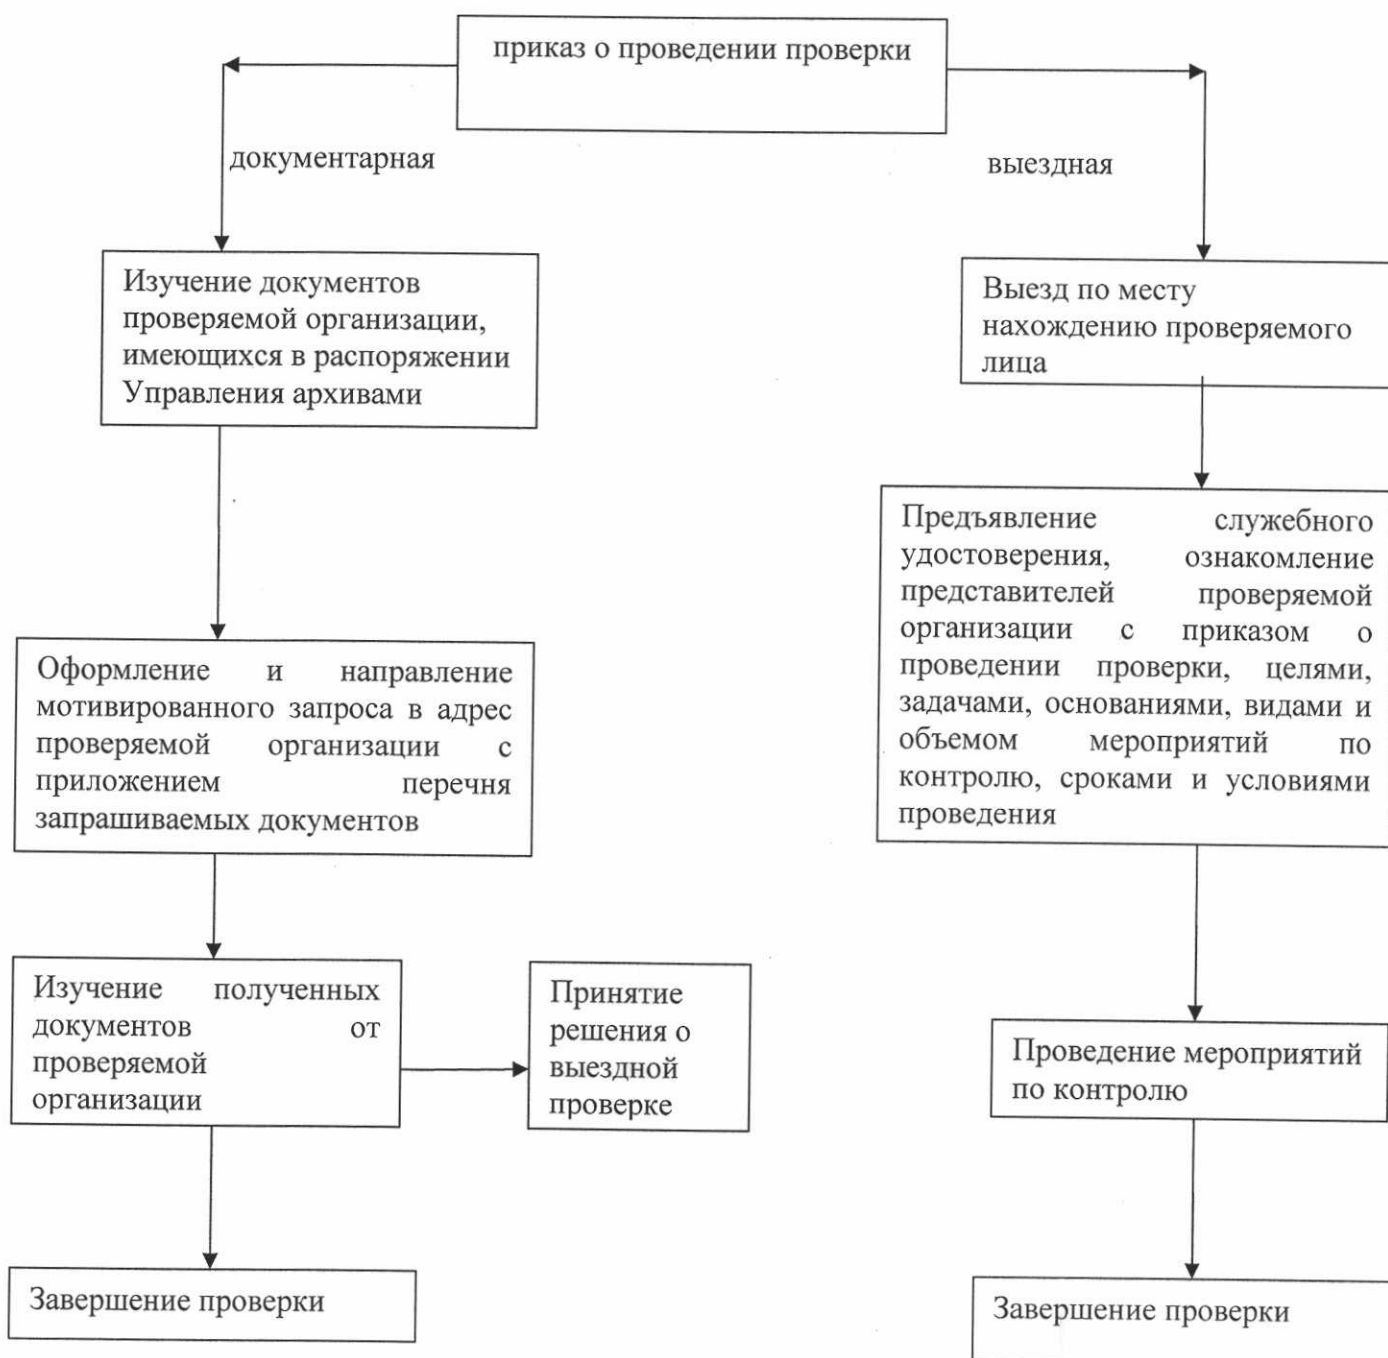 приказ о проведении проверки
документарная
выездная
Изучение документов
проверяемой организации,
имеющихся в распоряжении
Управления архивами
Выезд по месту
нахождению проверяемого
лица
Предъявление служебного
удостоверения, ознакомление
представителей проверяемой
организации с приказом о
проведении проверки, целями,
задачами, основаниями, видами и
объемом мероприятий по
контролю, сроками и условиями
проведения
Оформление и направление
мотивированного запроса в адрес
проверяемой организации с
приложением перечня
запрашиваемых документов
Изучение полученных
документов от
проверяемой
организации
Принятие
решения о
выездной
проверке
Проведение мероприятий
по контролю
Завершение проверки
Завершение проверки